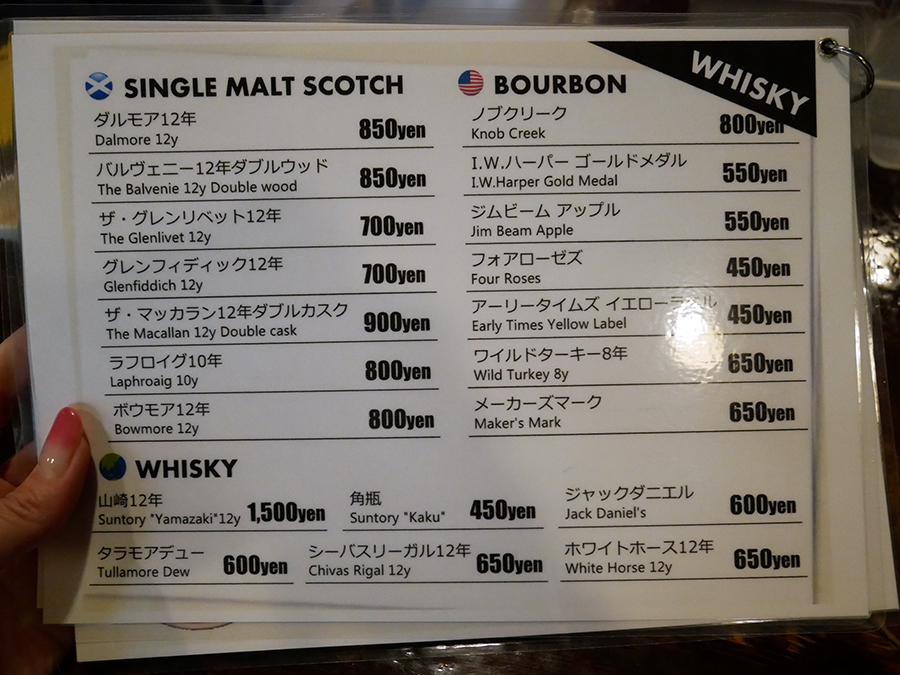 WHISKY
SINGLE MALT SCOTCH
ダルモア12年
Dalmore 12y
850yen
バルヴェニー12年ダブルウッド
The Balvenie 12y Double wood
850yen
ザ・グレンリベット12年
The Glenlivet 12y
700yen
グレンフィディック12年
Glenfiddich 12y
700yen
ザ・マッカラン12年ダブルカスク
The Macallan 12y Double cask
900yen
ラフロイグ10年
Laphroaig 10y
800yen
ボウモア12年
Bowmore 12y
800yen
BOURBON
ノブクリーク
Knob Creek
800yen
I.W.ハーパー ゴールドメダル
I.W.Harper Gold Medal
550yen
ジムビーム アップル
Jim Beam Apple
550yen
フォアローゼズ
Four Roses
450yen
アーリータイムズ イエローラベル
Early Times Yellow Label
450yen
ワイルドターキー8年
Wild Turkey 8y
650yen
メーカーズマーク
Maker's Mark
650yen
WHISKY
山崎12年
Suntory "Yamazaki"12y
1,500yen
角瓶
Suntory "Kaku"
450yen
ジャックダニエル
Jack Daniel's
600yen
タラモアデュー
Tullamore Dew
600yen
シーバスリーガル12年
Chivas Rigal 12y
650yen
ホワイトホース12年
White Horse 12y
650yen